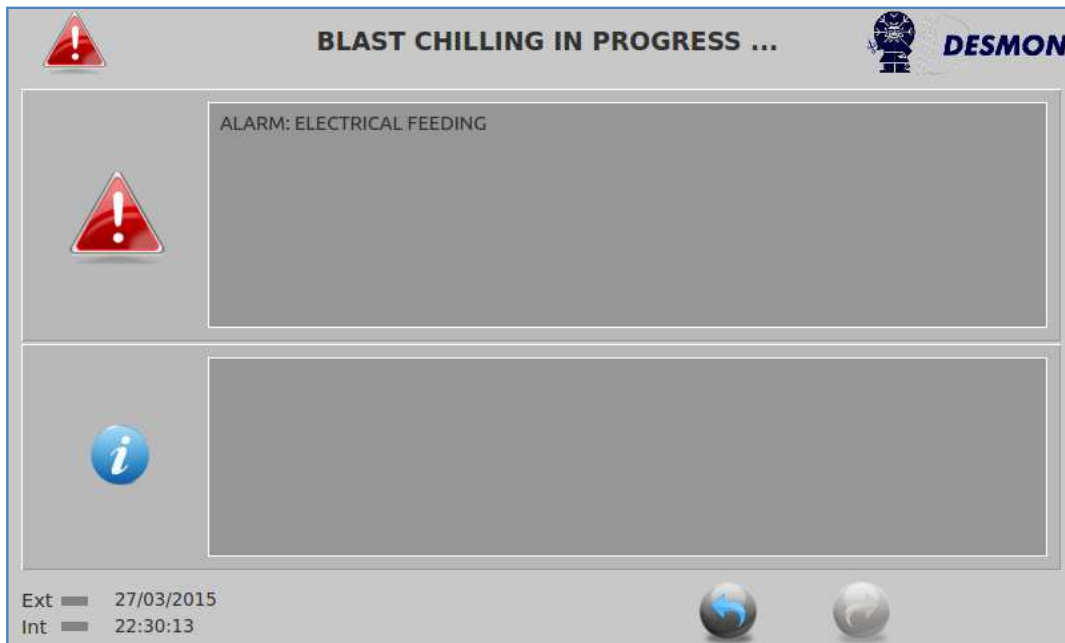 BLAST CHILLING IN PROGRESS ...
DESMON
ALARM: ELECTRICAL FEEDING
Ext
27/03/2015
Int
22:30:13